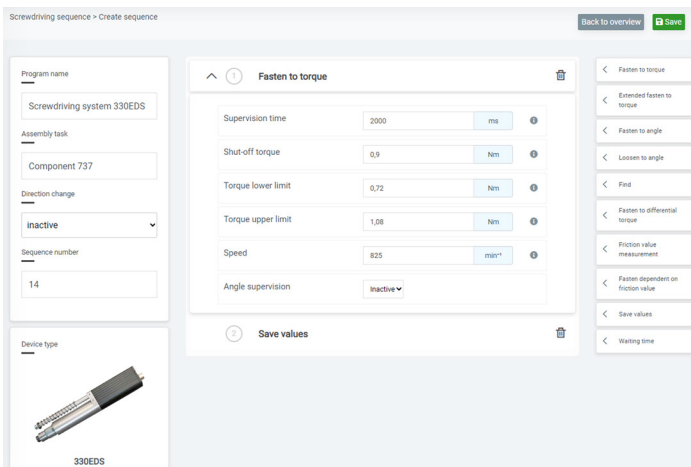 Screwdriving sequence > Create sequence
Back to overview
Save
Program name
Screwdriving system 330EDS
Assembly task
Component 737
Direction change
inactive
Sequence number
14
Device type
330EDS
1 Fasten to torque
Supervision time 2000 ms
Shut-off torque 0,9 Nm
Torque lower limit 0,72 Nm
Torque upper limit 1,08 Nm
Speed 825 min⁻¹
Angle supervision Inactive
2 Save values
Fasten to torque
Extended fasten to
torque
Fasten to angle
Loosen to angle
Find
Fasten to differential
torque
Friction value
measurement
Fasten dependent on
friction value
Save values
Waiting time